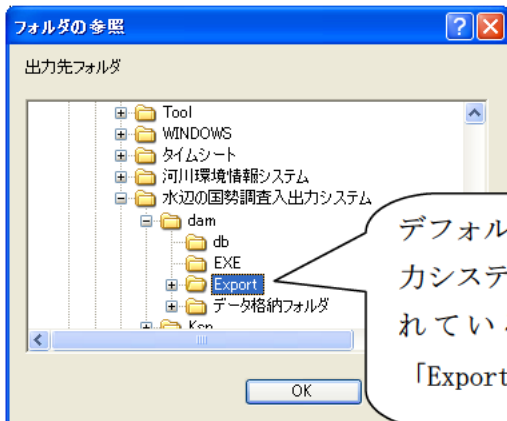 フォルダの参照
出力先フォルダ
Tool
WINDOWS
タイムシート
河川環境情報システム
水辺の国勢調査入出力システム
dam
db
EXE
Export
データ格納フォルダ
Ksn
OK
デフォル
力システ
れてい
「Export